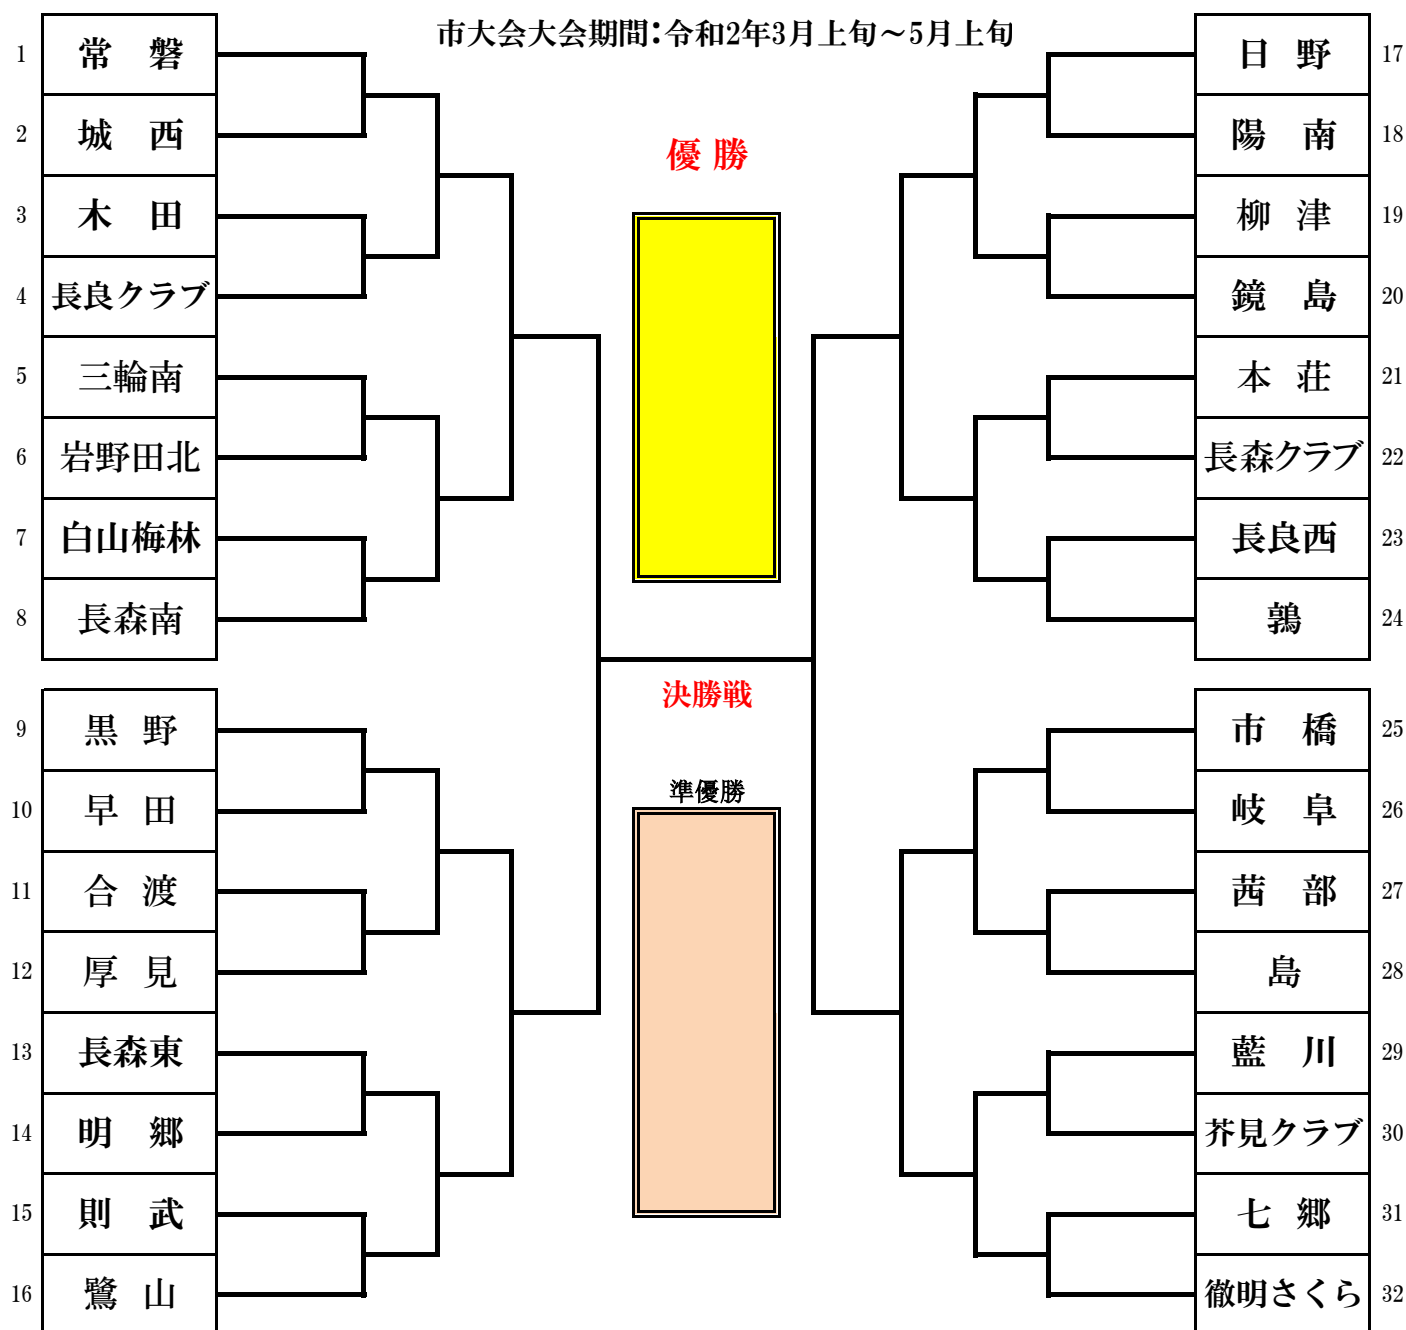 市大会大会期間：令和2年3月上旬～5月上旬
1 常 磐
2 城 西
3 木 田
4 長良クラブ
5 三輪南
6 岩野田北
7 白山梅林
8 長森南
9 黒 野
10 早 田
11 合 渡
12 厚 見
13 長森東
14 明 郷
15 則 武
16 鷺 山
優 勝
決勝戦
準優勝
日 野 17
陽 南 18
柳 津 19
鏡 島 20
本 荘 21
長森クラブ 22
長良西 23
鶉 24
市 橋 25
岐 阜 26
茜 部 27
島 28
藍 川 29
芥見クラブ 30
七 郷 31
徹明さくら 32